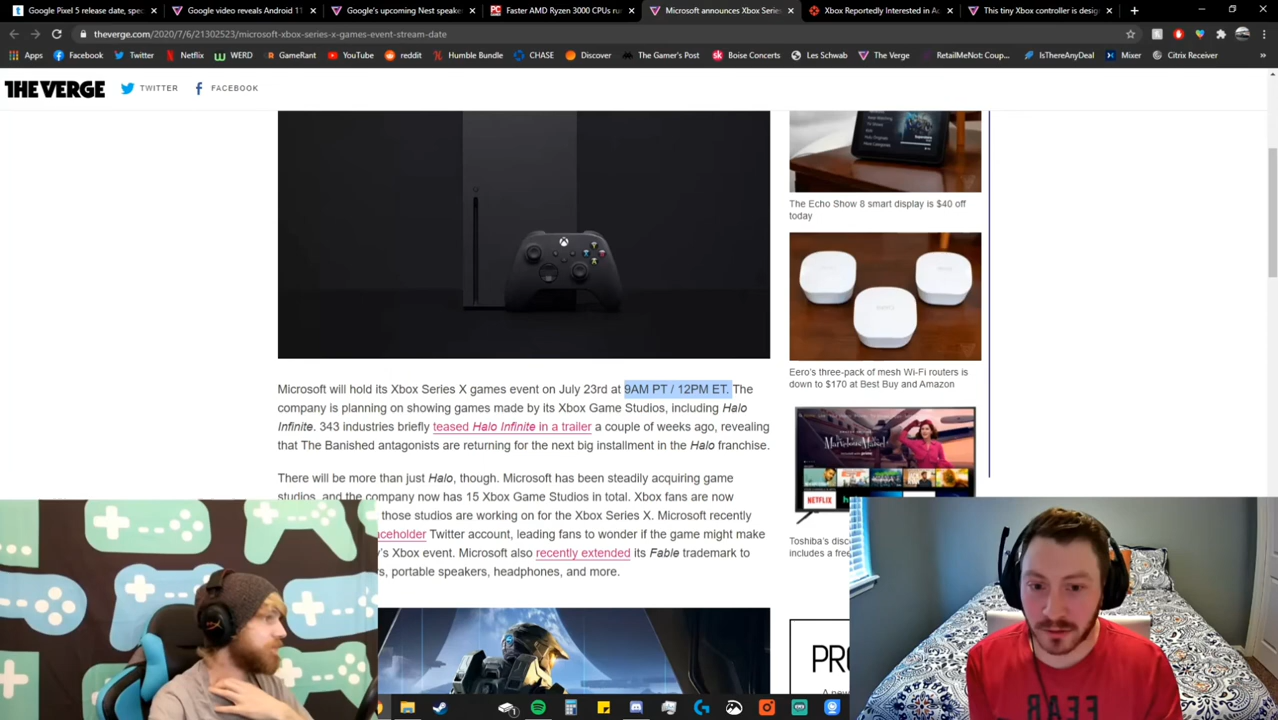 Google Pixel 5 release date, spec
Google video reveals Android 11
Google's upcoming Nest speake
Faster AMD Ryzen 3000 CPUs ru
Microsoft announces Xbox Series
Xbox Reportedly Interested in Ac
This tiny Xbox controller is desig
theverge.com/2020/7/6/21302523/microsoft-xbox-series-x-games-event-stream-date
Apps Facebook Twitter Netflix WERD GameRant YouTube reddit Humble Bundle CHASE Discover The Gamer's Post Boise Concerts Les Schwab The Verge RetailMeNot: Coup... IsThereAnyDeal Mixer Citrix Receiver
THE VERGE TWITTER FACEBOOK
The Echo Show 8 smart display is $40 off
today
Eero's three-pack of mesh Wi-Fi routers is
down to $170 at Best Buy and Amazon
Microsoft will hold its Xbox Series X games event on July 23rd at 9AM PT / 12PM ET. The
company is planning on showing games made by its Xbox Game Studios, including Halo
Infinite. 343 industries briefly teased Halo Infinite in a trailer a couple of weeks ago, revealing
that The Banished antagonists are returning for the next big installment in the Halo franchise.
There will be more than just Halo, though. Microsoft has been steadily acquiring game
studios, and the company now has 15 Xbox Game Studios in total. Xbox fans are now
those studios are working on for the Xbox Series X. Microsoft recently
aceholder Twitter account, leading fans to wonder if the game might make
y's Xbox event. Microsoft also recently extended its Fable trademark to
s, portable speakers, headphones, and more.
NETFLIX
Toshiba's disc
includes a free
PRO
FEAR